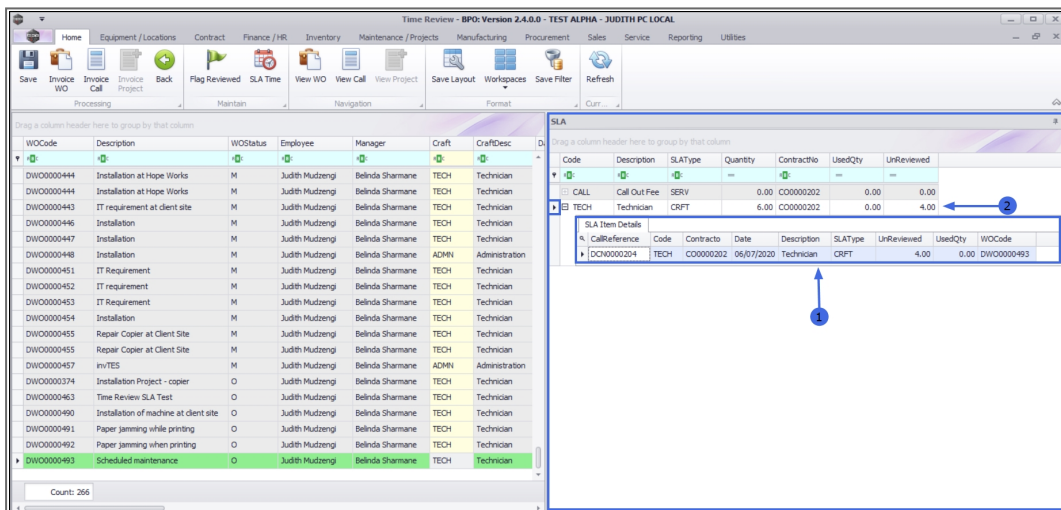 Time Review - BPO: Version 2.4.0.0 - TEST ALPHA - JUDITH PC LOCAL
Home Equipment / Locations Contract Finance / HR Inventory Maintenance / Projects Manufacturing Procurement Sales Service Reporting Utilities
Save Invoice WO Invoice Call Invoice Project Back Flag Reviewed SLA Time View WO View Call View Project Save Layout Workspaces Save Filter Refresh
Processing Maintain Navigation Format Curr...
Drag a column header here to group by that column
WOCode Description WOStatus Employee Manager Craft CraftDesc
DWO0000444 Installation at Hope Works M Judith Mudzengi Belinda Sharmane TECH Technician
DWO0000444 Installation at Hope Works M Judith Mudzengi Belinda Sharmane TECH Technician
DWO0000443 IT requirement at client site M Judith Mudzengi Belinda Sharmane TECH Technician
DWO0000446 Installation M Judith Mudzengi Belinda Sharmane TECH Technician
DWO0000447 Installation M Judith Mudzengi Belinda Sharmane TECH Technician
DWO0000448 Installation M Judith Mudzengi Belinda Sharmane ADMN Administration
DWO0000451 IT Requirement M Judith Mudzengi Belinda Sharmane TECH Technician
DWO0000452 IT requirement M Judith Mudzengi Belinda Sharmane TECH Technician
DWO0000453 IT Requirement M Judith Mudzengi Belinda Sharmane TECH Technician
DWO0000454 Installation M Judith Mudzengi Belinda Sharmane TECH Technician
DWO0000455 Repair Copier at Client Site M Judith Mudzengi Belinda Sharmane TECH Technician
DWO0000455 Repair Copier at Client Site M Judith Mudzengi Belinda Sharmane TECH Technician
DWO0000457 invTES M Judith Mudzengi Belinda Sharmane ADMN Administration
DWO0000374 Installation Project - copier O Judith Mudzengi Belinda Sharmane TECH Technician
DWO0000463 Time Review SLA Test O Judith Mudzengi Belinda Sharmane TECH Technician
DWO0000490 Installation of machine at client site O Judith Mudzengi Belinda Sharmane TECH Technician
DWO0000491 Paper jamming while printing O Judith Mudzengi Belinda Sharmane TECH Technician
DWO0000492 Paper jamming when printing O Judith Mudzengi Belinda Sharmane TECH Technician
DWO0000493 Scheduled maintenance O Judith Mudzengi Belinda Sharmane TECH Technician
Count: 266
SLA
Drag a column header here to group by that column
Code Description SLAType Quantity ContractNo UsedQty UnReviewed
CALL Call Out Fee SERV 0.00 CO0000202 0.00 0.00
TECH Technician CRFT 6.00 CO0000202 0.00 4.00
2
SLA Item Details
CallReference Code Contracto Date Description SLAType UnReviewed UsedQty WOCode
DCN0000204 TECH CO0000202 06/07/2020 Technician CRFT 4.00 0.00 DWO0000493
1